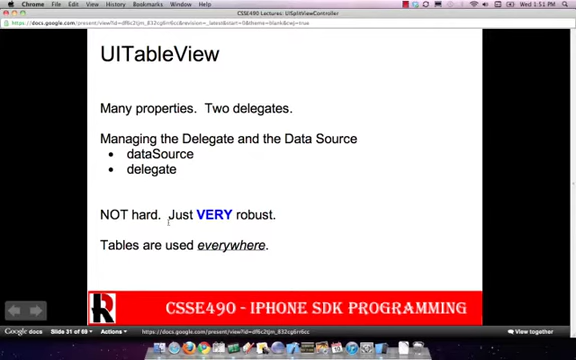 Chrome File Edit View History Bookmarks Window Help
Wed 1:51 PM
CSSE490 Lectures: UISplitViewController
UITableView
Many properties. Two delegates.
Managing the Delegate and the Data Source
• dataSource
• delegate
NOT hard. Just VERY robust.
Tables are used everywhere.
R
CSSE490 - IPHONE SDK PROGRAMMING
Google docs Slide 31 of 69 Actions View together